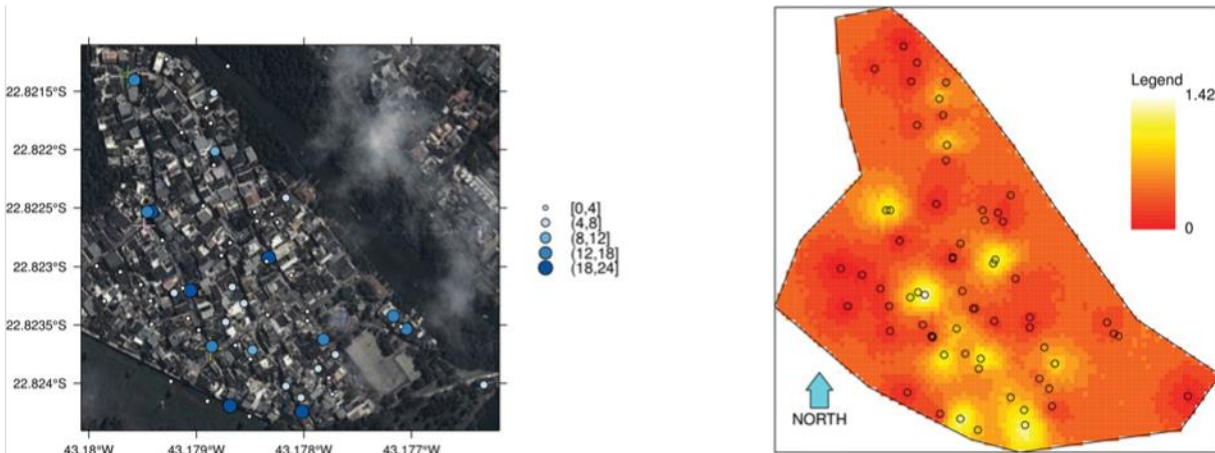 22.8215°S
22.822°S
22.8225°S
22.823°S
22.8235°S
22.824°S
43.18°W
43.179°W
43.178°W
43.177°W
[0,4]
(4,8]
(8,12]
(12,18]
(18,24]
Legend
1.42
0
NORTH